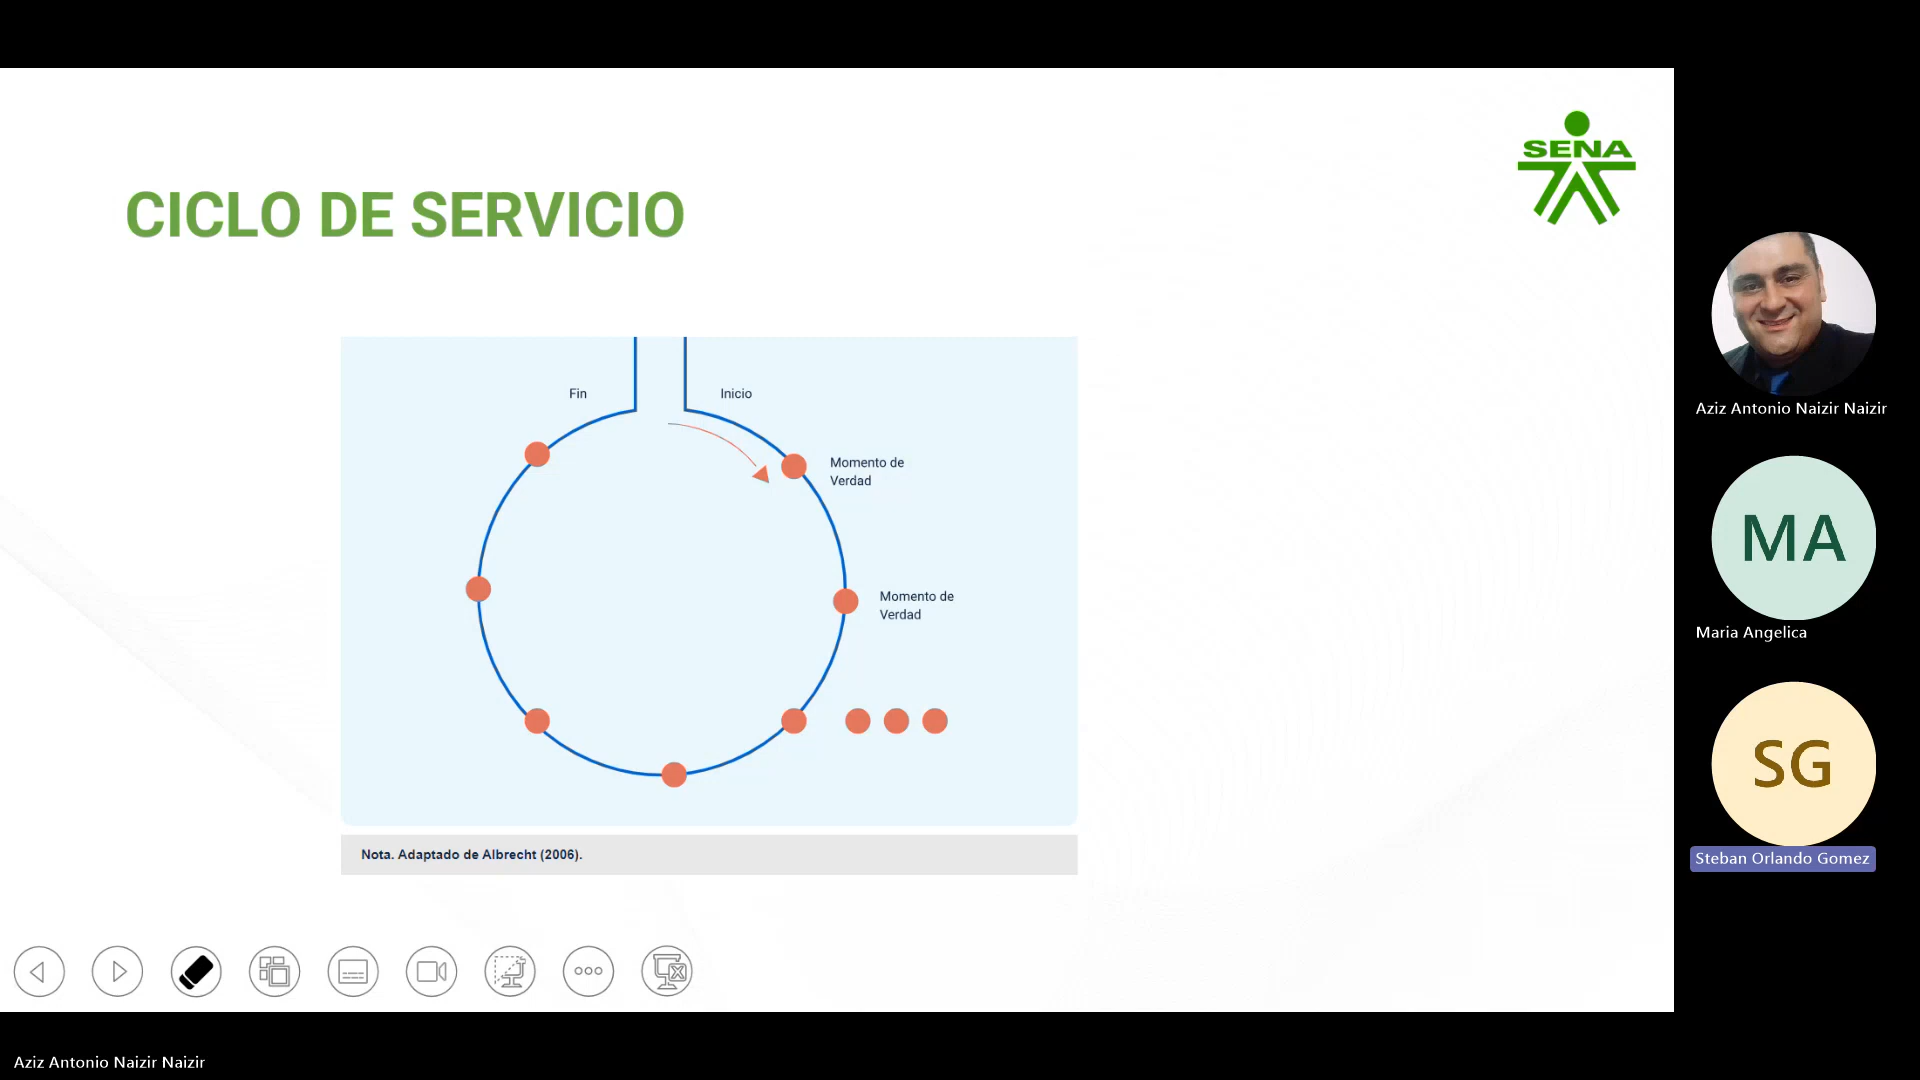 SENA
CICLO DE SERVICIO
Fin
Inicio
Momento de
Verdad
Momento de
Verdad
Nota. Adaptado de Albrecht (2006).
Aziz Antonio Naizir Naizir
MA
Maria Angelica
SG
Steban Orlando Gomez
Aziz Antonio Naizir Naizir